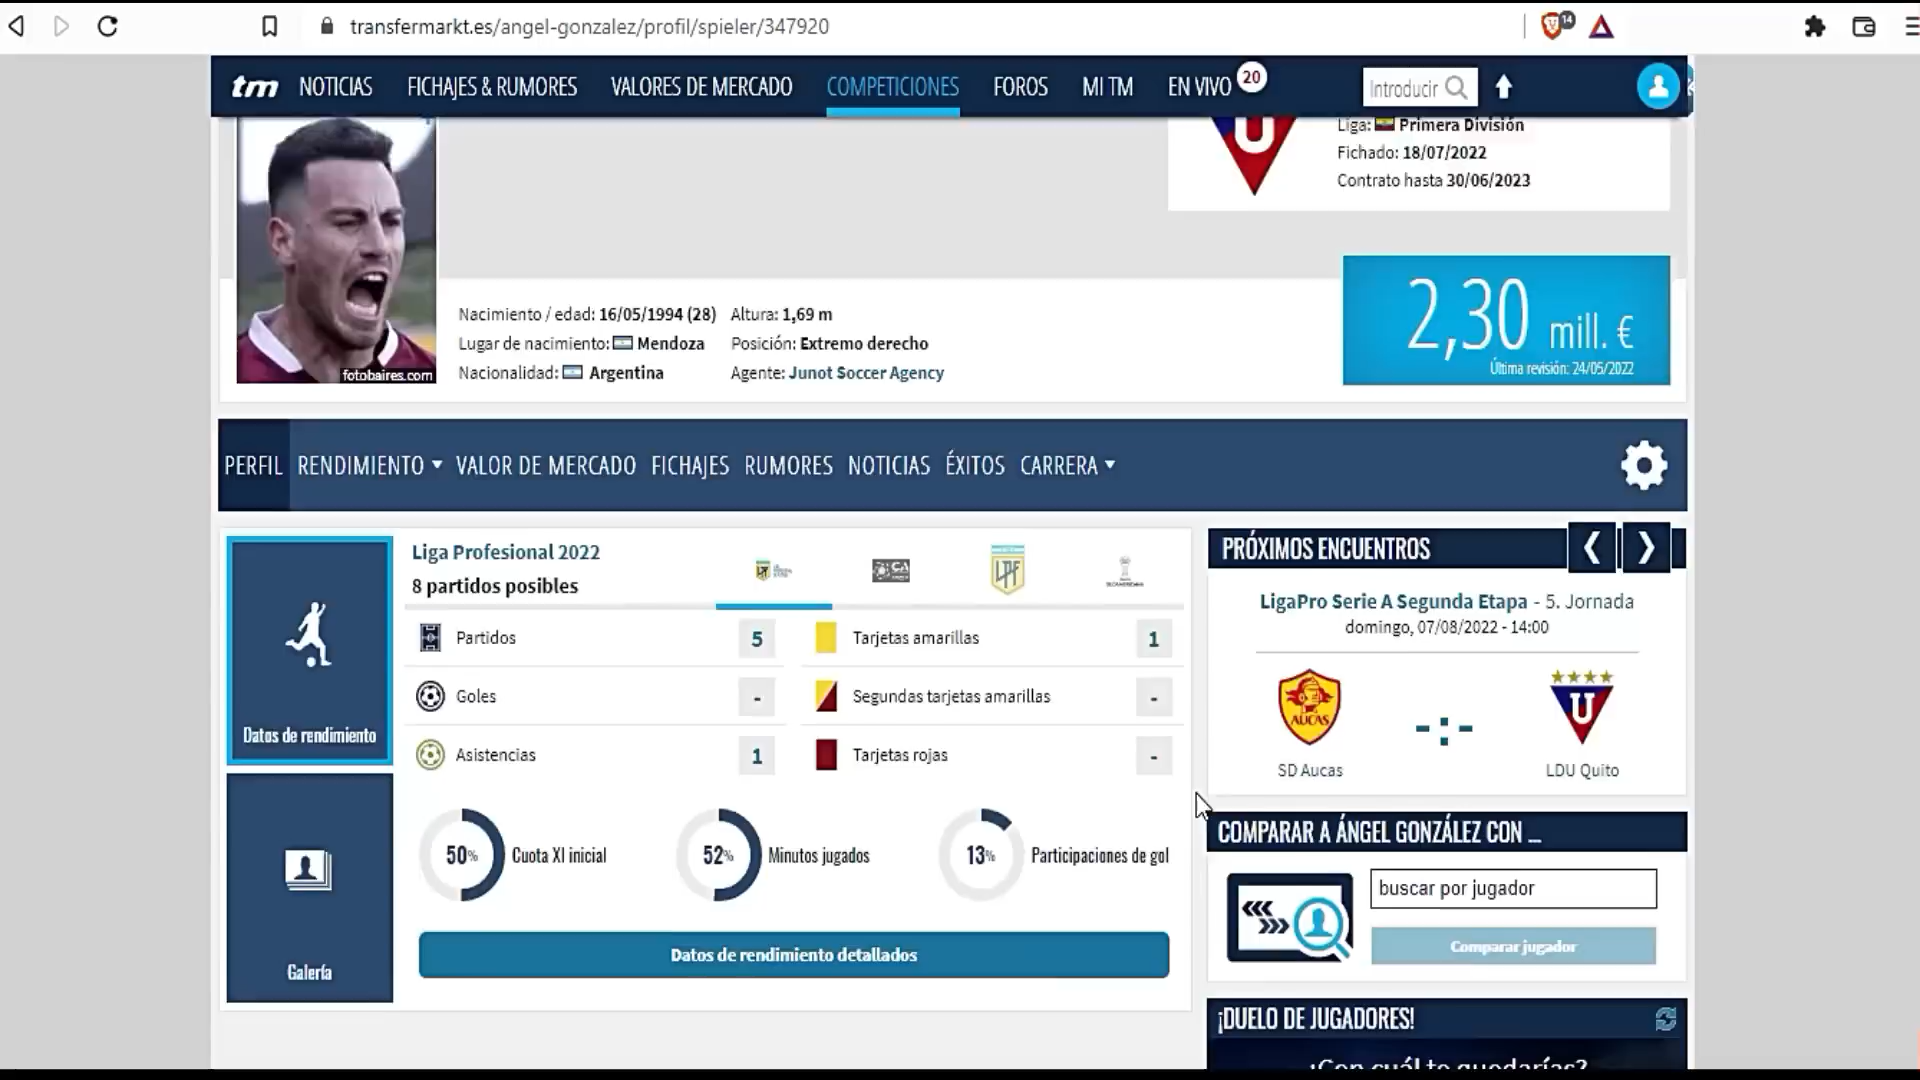 transfermarkt.es/angel-gonzalez/profil/spieler/347920
14
tm NOTICIAS FICHAJES & RUMORES VALORES DE MERCADO COMPETICIONES FOROS MI TM EN VIVO 20 Introducir
U
Liga: Primera División
Fichado: 18/07/2022
Contrato hasta 30/06/2023
fotobaires.com
Nacimiento / edad: 16/05/1994 (28) Altura: 1,69 m
Lugar de nacimiento: Mendoza Posición: Extremo derecho
Nacionalidad: Argentina Agente: Junot Soccer Agency
2,30 mill. €
Última revisión: 24/05/2022
PERFIL RENDIMIENTO VALOR DE MERCADO FICHAJES RUMORES NOTICIAS ÉXITOS CARRERA
Datos de rendimiento
Galería
Liga Profesional 2022
8 partidos posibles
LPF
Partidos 5 Tarjetas amarillas 1
Goles - Segundas tarjetas amarillas -
Asistencias 1 Tarjetas rojas -
50% Cuota XI inicial 52% Minutos jugados 13% Participaciones de gol
Datos de rendimiento detallados
PRÓXIMOS ENCUENTROS
LigaPro Serie A Segunda Etapa - 5. Jornada
domingo, 07/08/2022 - 14:00
AUCAS -:- U
SD Aucas LDU Quito
COMPARAR A ÁNGEL GONZÁLEZ CON ...
buscar por jugador
Comparar jugador
¡DUELO DE JUGADORES!
¿Con cuál te quedarías?